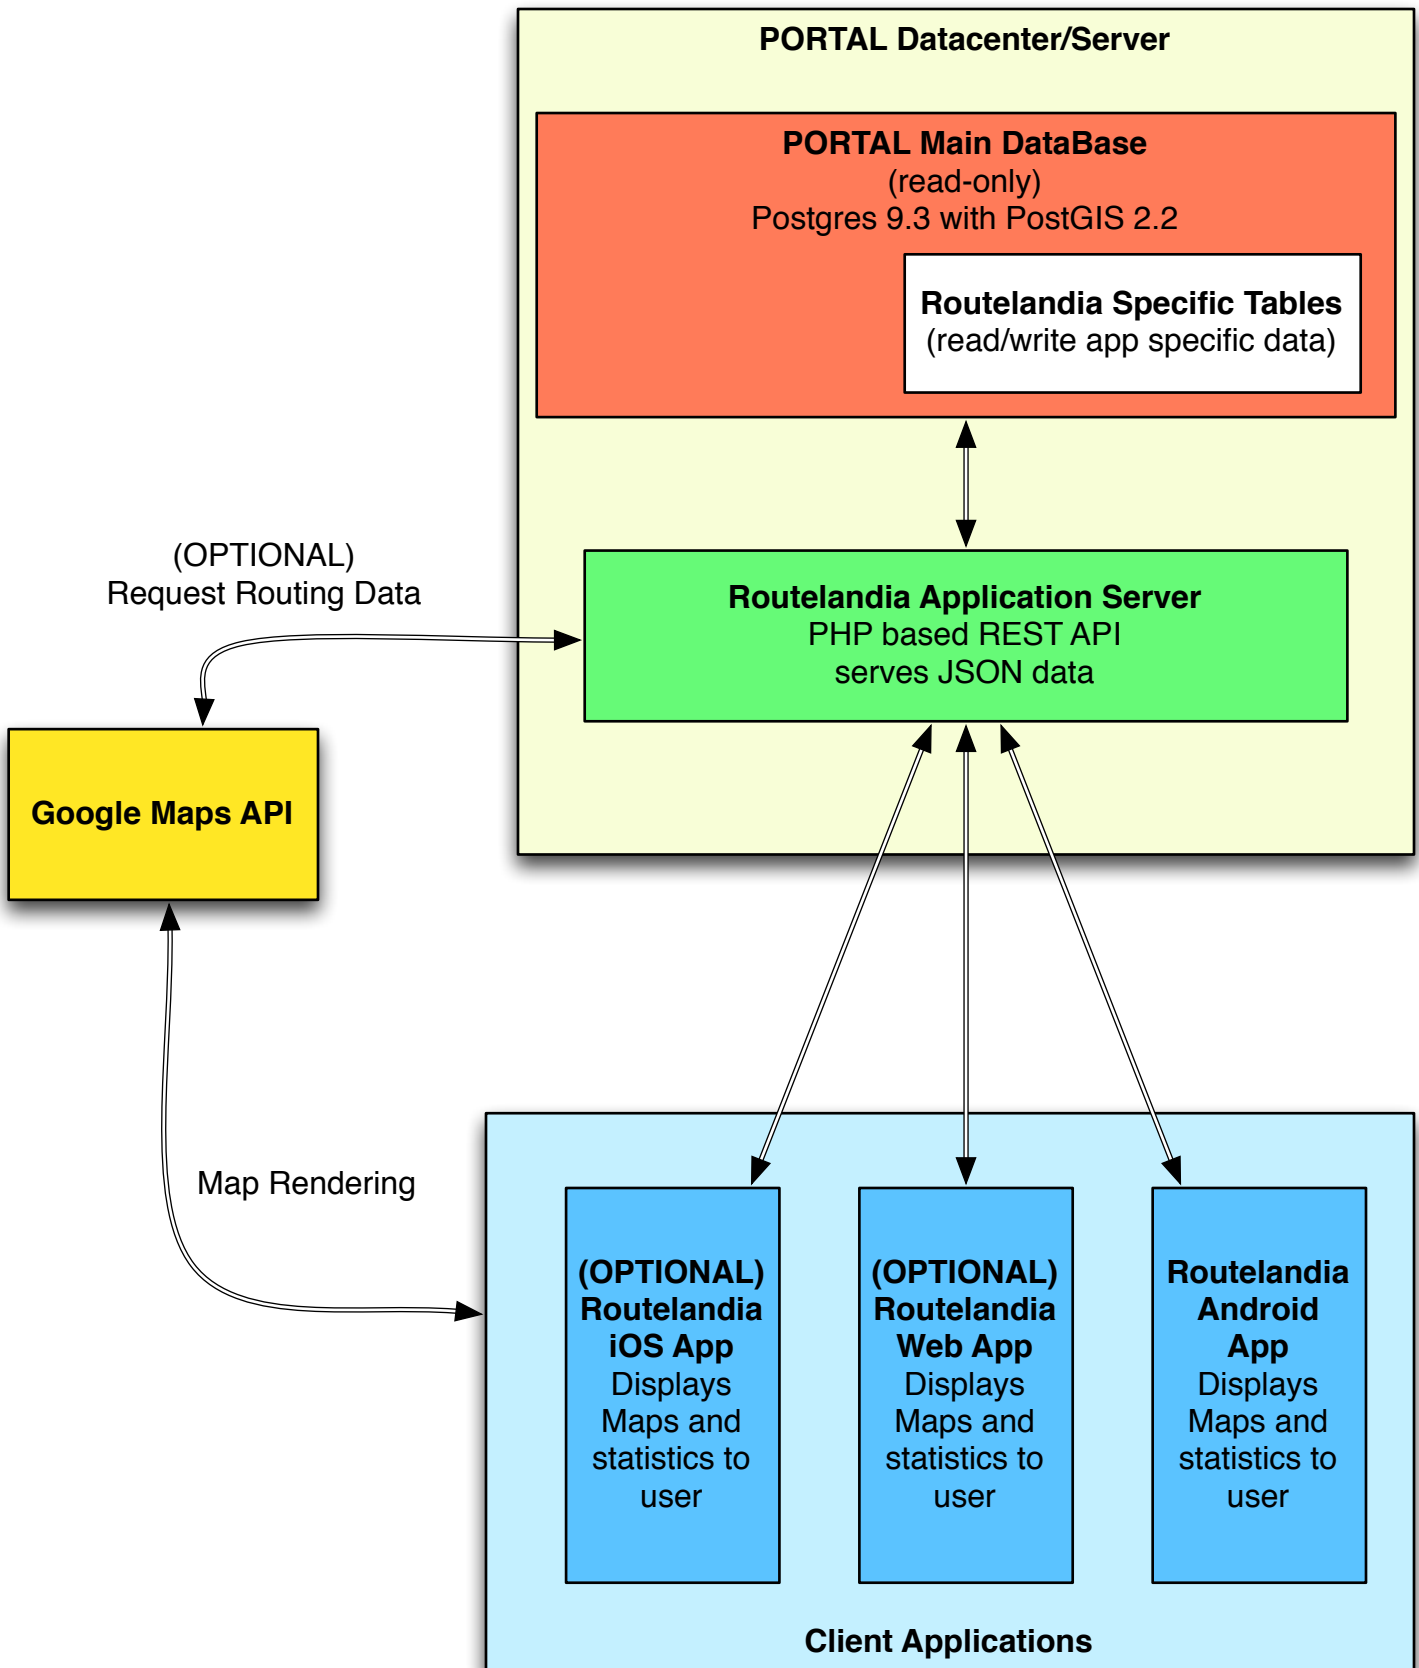 PORTAL Datacenter/Server
PORTAL Main DataBase
(read-only)
Postgres 9.3 with PostGIS 2.2
Routelandia Specific Tables
(read/write app specific data)
(OPTIONAL)
Request Routing Data
Routelandia Application Server
PHP based REST API
serves JSON data
Google Maps API
Map Rendering
(OPTIONAL)
Routelandia
iOS App
Displays
Maps and
statistics to
user
(OPTIONAL)
Routelandia
Web App
Displays
Maps and
statistics to
user
Routelandia
Android
App
Displays
Maps and
statistics to
user
Client Applications